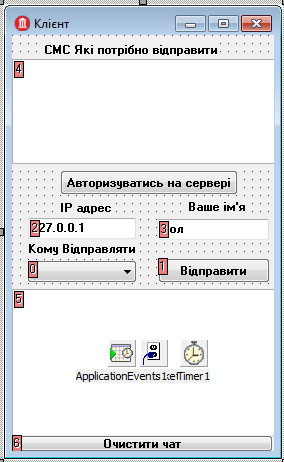 Клієнт
СМС Які потрібно відправити
4
Авторизуватись на сервері
IP адрес
Ваше ім'я
2 27.0.0.1
3 ол
Кому Відправляти
0
1 Відправити
5
ApplicationEvents1 Timer1
6 Очистити чат